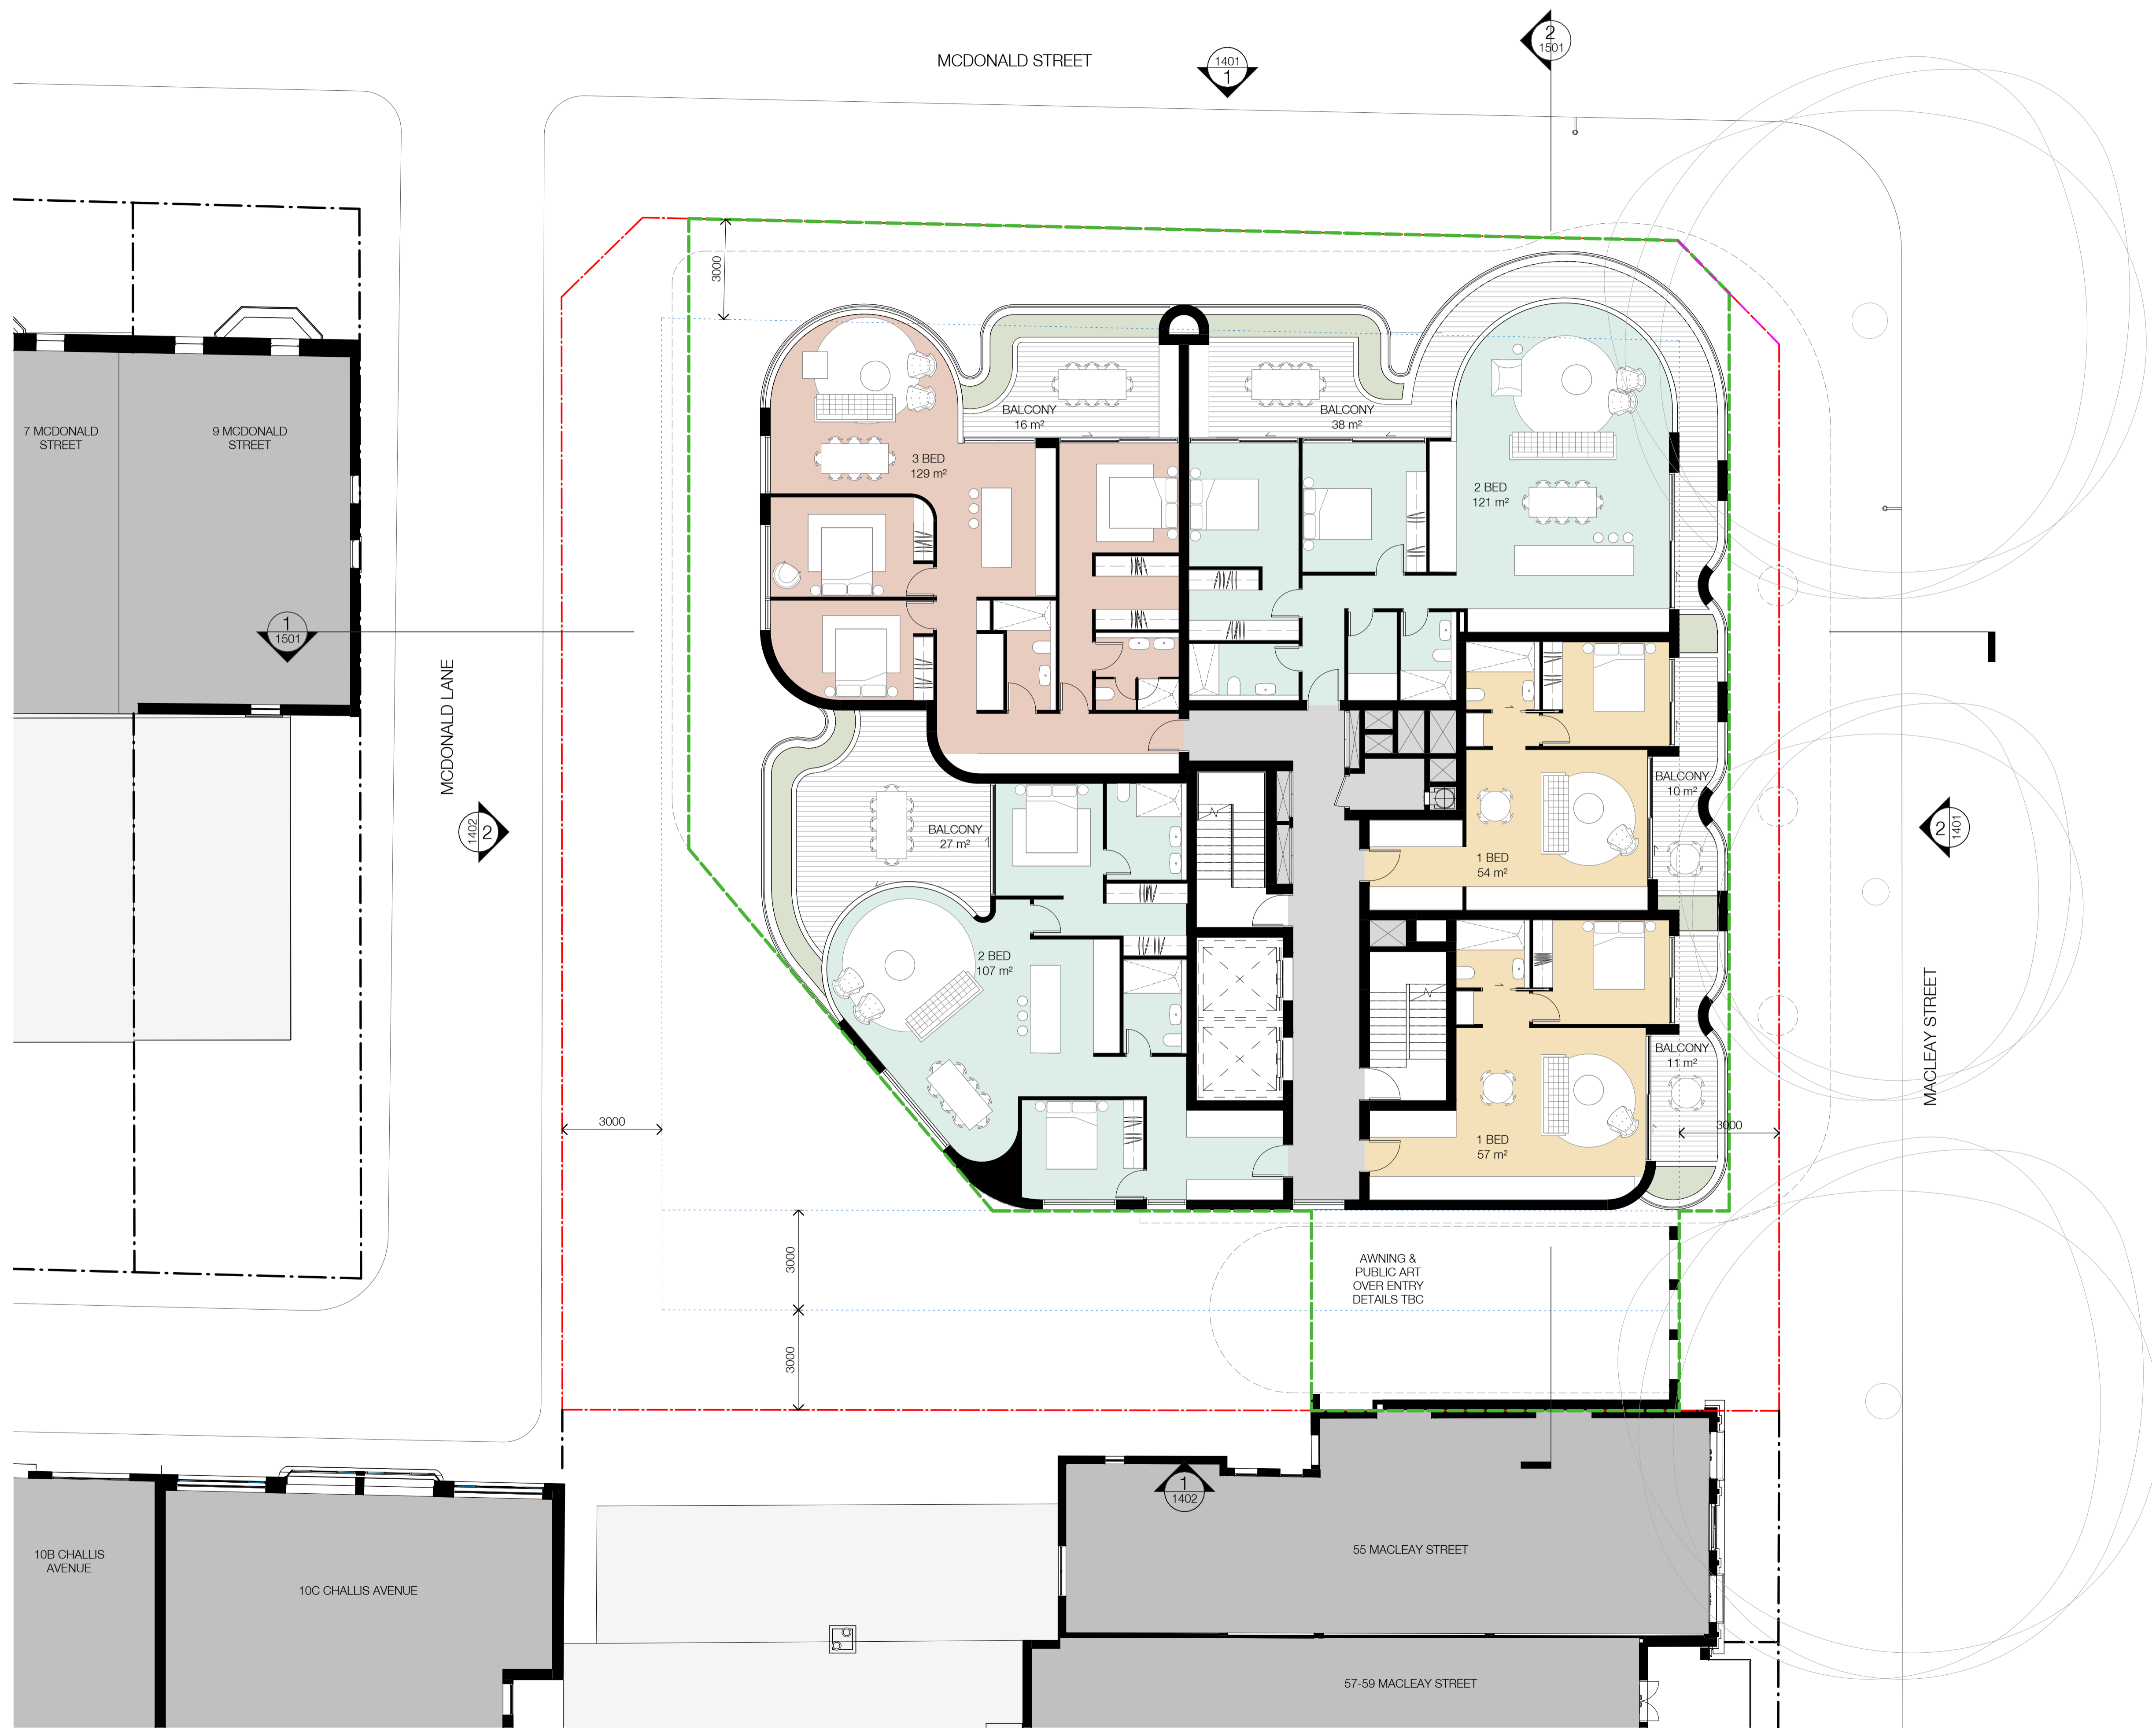 MCDONALD STREET
1401
1
2
1501
3000
7 MCDONALD
STREET
9 MCDONALD
STREET
BALCONY
16 m²
BALCONY
38 m²
3 BED
129 m²
2 BED
121 m²
1
1501
MCDONALD LANE
1402
2
BALCONY
27 m²
BALCONY
10 m²
1 BED
54 m²
2
1401
2 BED
107 m²
MACLEAY STREET
BALCONY
11 m²
3000
3000
1 BED
57 m²
3000
AWNING &
PUBLIC ART
OVER ENTRY
DETAILS TBC
3000
1
1402
10B CHALLIS
AVENUE
10C CHALLIS AVENUE
55 MACLEAY STREET
57-59 MACLEAY STREET